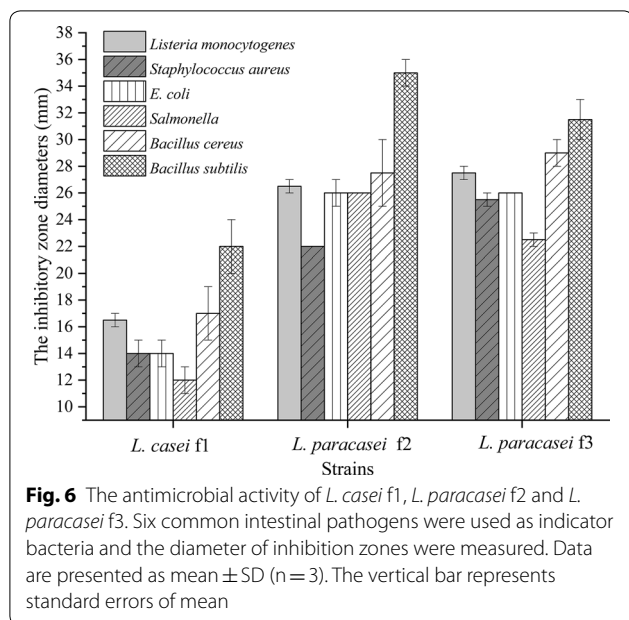 38
36
34
32
30
28
26
24
22
20
18
16
14
12
10
The inhibitory zone diameters (mm)
Listeria monocytogenes
Staphylococcus aureus
E. coli
Salmonella
Bacillus cereus
Bacillus subtilis
L. casei f1
L. paracasei f2
L. paracasei f3
Strains
Fig. 6 The antimicrobial activity of L. casei f1, L. paracasei f2 and L.
paracasei f3. Six common intestinal pathogens were used as indicator
bacteria and the diameter of inhibition zones were measured. Data
are presented as mean ± SD (n = 3). The vertical bar represents
standard errors of mean